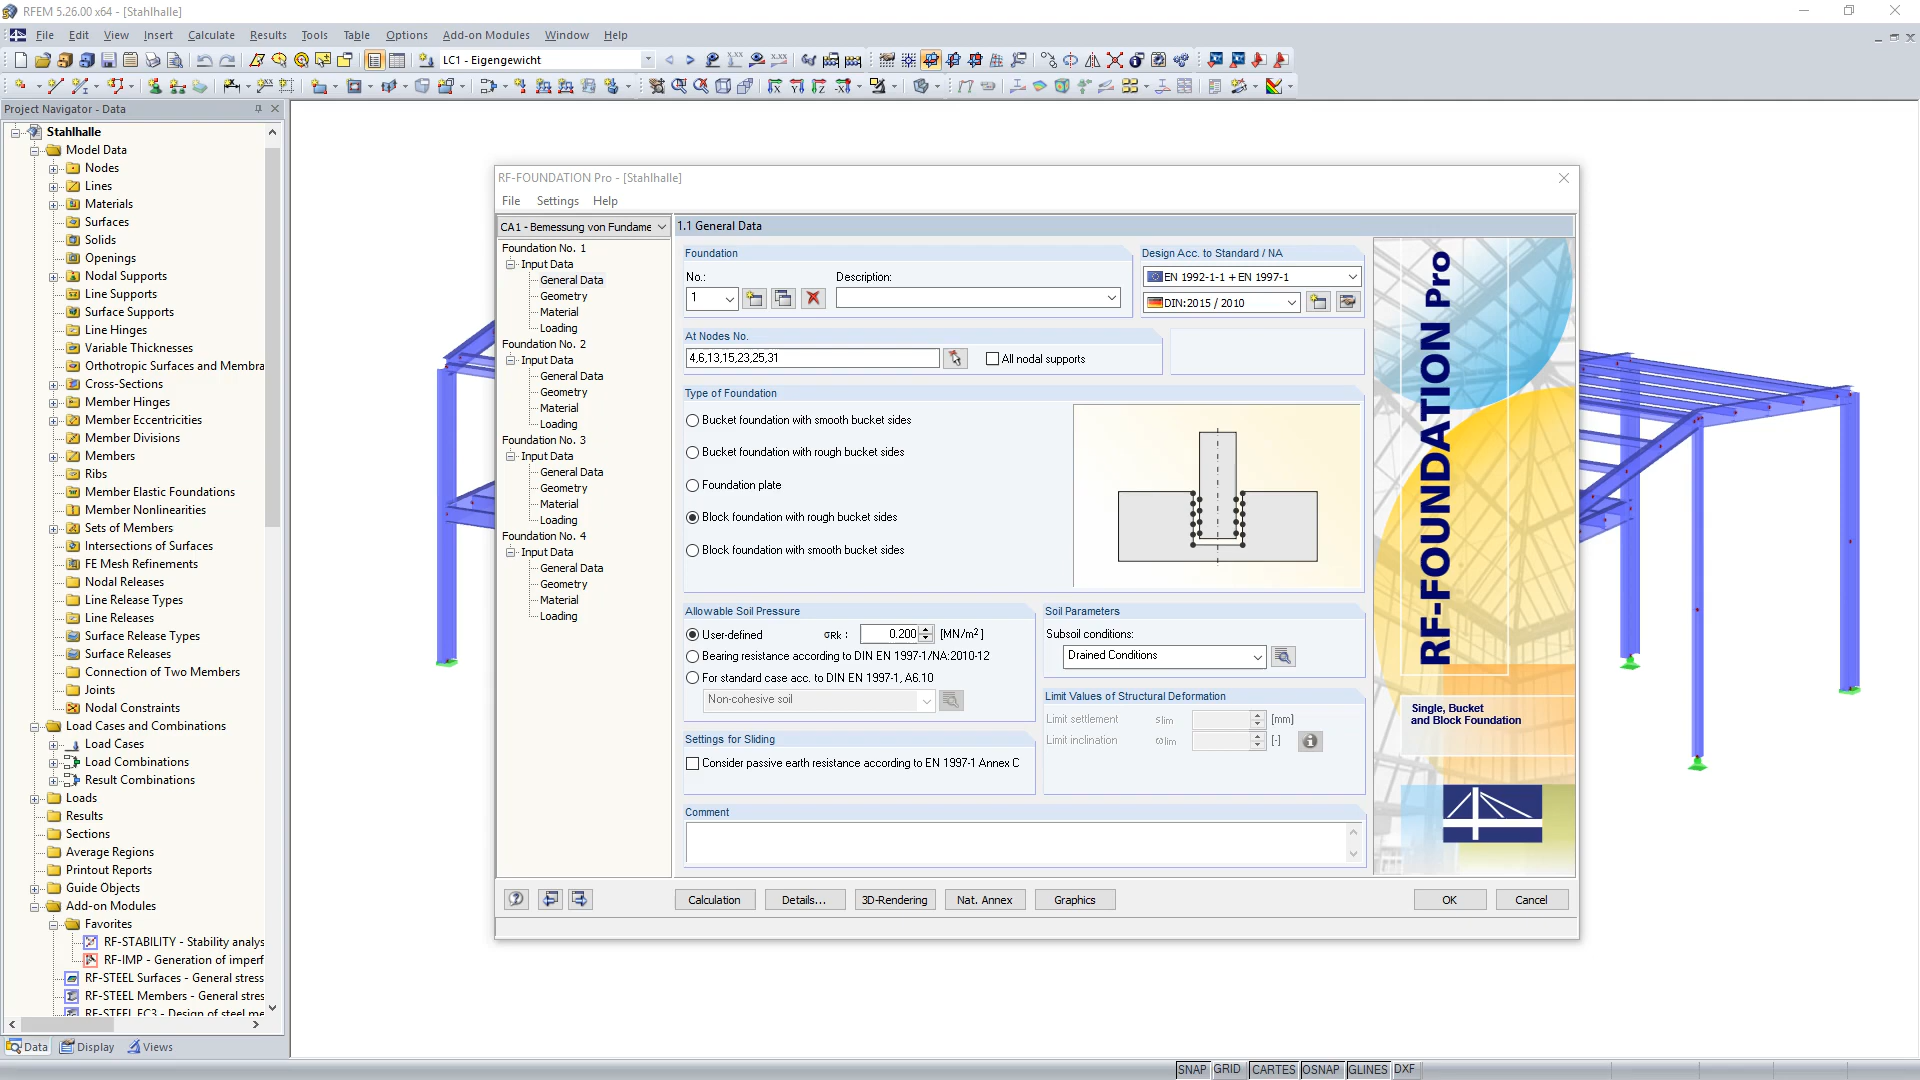 RFEM 5.26.00 x64 - [Stahlhalle]
File Edit View Insert Calculate Results Tools Table Options Add-on Modules Window Help
LC1 - Eigengewicht
Project Navigator - Data
Stahlhalle
Model Data
Nodes
Lines
Materials
Surfaces
Solids
Openings
Nodal Supports
Line Supports
Surface Supports
Line Hinges
Variable Thicknesses
Orthotropic Surfaces and Membra
Cross-Sections
Member Hinges
Member Eccentricities
Member Divisions
Members
Ribs
Member Elastic Foundations
Member Nonlinearities
Sets of Members
Intersections of Surfaces
FE Mesh Refinements
Nodal Releases
Line Release Types
Line Releases
Surface Release Types
Surface Releases
Connection of Two Members
Joints
Nodal Constraints
Load Cases and Combinations
Load Cases
Load Combinations
Result Combinations
Loads
Results
Sections
Average Regions
Printout Reports
Guide Objects
Add-on Modules
Favorites
RF-STABILITY - Stability analys
RF-IMP - Generation of imperf
RF-STEEL Surfaces - General stress
RF-STEEL Members - General stres
RF-STEEL EC3 - Design of steel me
Data Display Views
RF-FOUNDATION Pro - [Stahlhalle]
File Settings Help
CA1 - Bemessung von Fundame
Foundation No. 1
Input Data
General Data
Geometry
Material
Loading
Foundation No. 2
Input Data
General Data
Geometry
Material
Loading
Foundation No. 3
Input Data
General Data
Geometry
Material
Loading
Foundation No. 4
Input Data
General Data
Geometry
Material
Loading
1.1 General Data
Foundation
No.: Description:
1
Design Acc. to Standard / NA
EN 1992-1-1 + EN 1997-1
DIN:2015 / 2010
At Nodes No.
4,6,13,15,23,25,31
All nodal supports
Type of Foundation
Bucket foundation with smooth bucket sides
Bucket foundation with rough bucket sides
Foundation plate
Block foundation with rough bucket sides
Block foundation with smooth bucket sides
Allowable Soil Pressure
User-defined σRk : 0.200 [MN/m²]
Bearing resistance according to DIN EN 1997-1/NA:2010-12
For standard case acc. to DIN EN 1997-1, A6.10
Non-cohesive soil
Soil Parameters
Subsoil conditions:
Drained Conditions
Limit Values of Structural Deformation
Limit settlement slim [mm]
Limit inclination ωlim [-]
Settings for Sliding
Consider passive earth resistance according to EN 1997-1 Annex C
Comment
RF-FOUNDATION Pro
Single, Bucket
and Block Foundation
Calculation Details... 3D-Rendering Nat. Annex Graphics OK Cancel
SNAP GRID CARTES OSNAP GLINES DXF